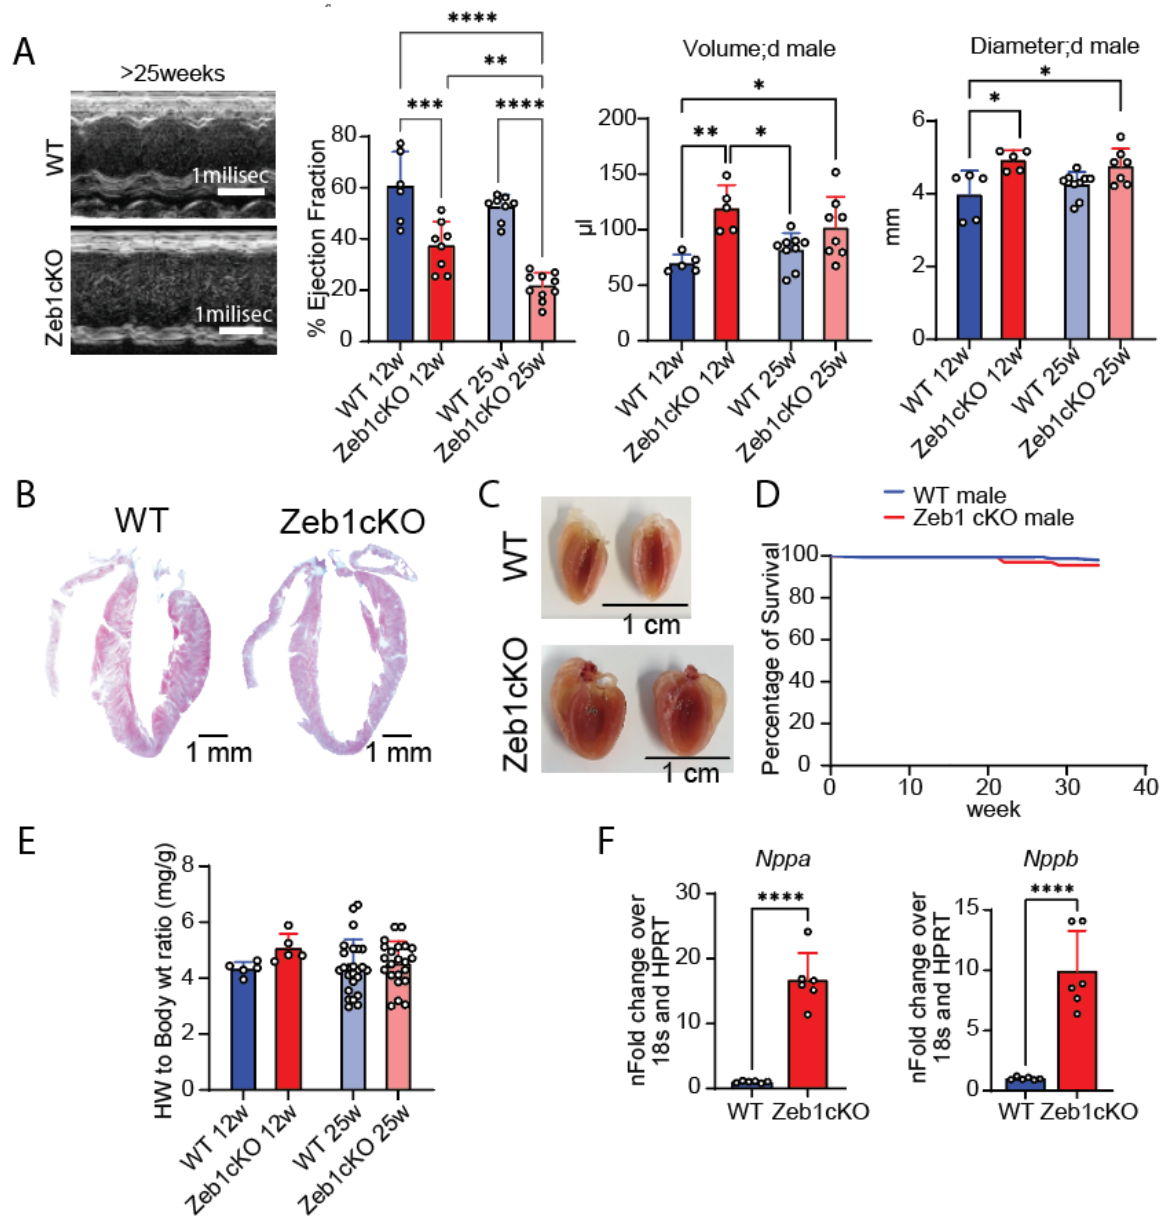 A
>25weeks
WT
1milisec
Zeb1cKO
1milisec
% Ejection Fraction
80
60
40
20
0
****
**
***
****
WT 12w
Zeb1cKO 12w
WT 25 w
Zeb1cKO 25w
Volume;d male
µl
200
150
100
50
0
*
**
*
WT 12w
Zeb1cKO 12w
WT 25w
Zeb1cKO 25w
Diameter;d male
mm
6
4
2
0
*
*
WT 12w
Zeb1cKO 12w
WT 25w
Zeb1cKO 25w
B
WT
Zeb1cKO
1 mm
1 mm
C
WT
1 cm
Zeb1cKO
1 cm
D
WT male
Zeb1 cKO male
Percentage of Survival
100
80
60
40
20
0
0
10
20
30
40
week
E
HW to Body wt ratio (mg/g)
8
6
4
2
0
WT 12w
Zeb1cKO 12w
WT 25w
Zeb1cKO 25w
F
Nppa
nFold change over
18s and HPRT
30
20
10
0
****
WT
Zeb1cKO
Nppb
nFold change over
18s and HPRT
15
10
5
0
****
WT
Zeb1cKO